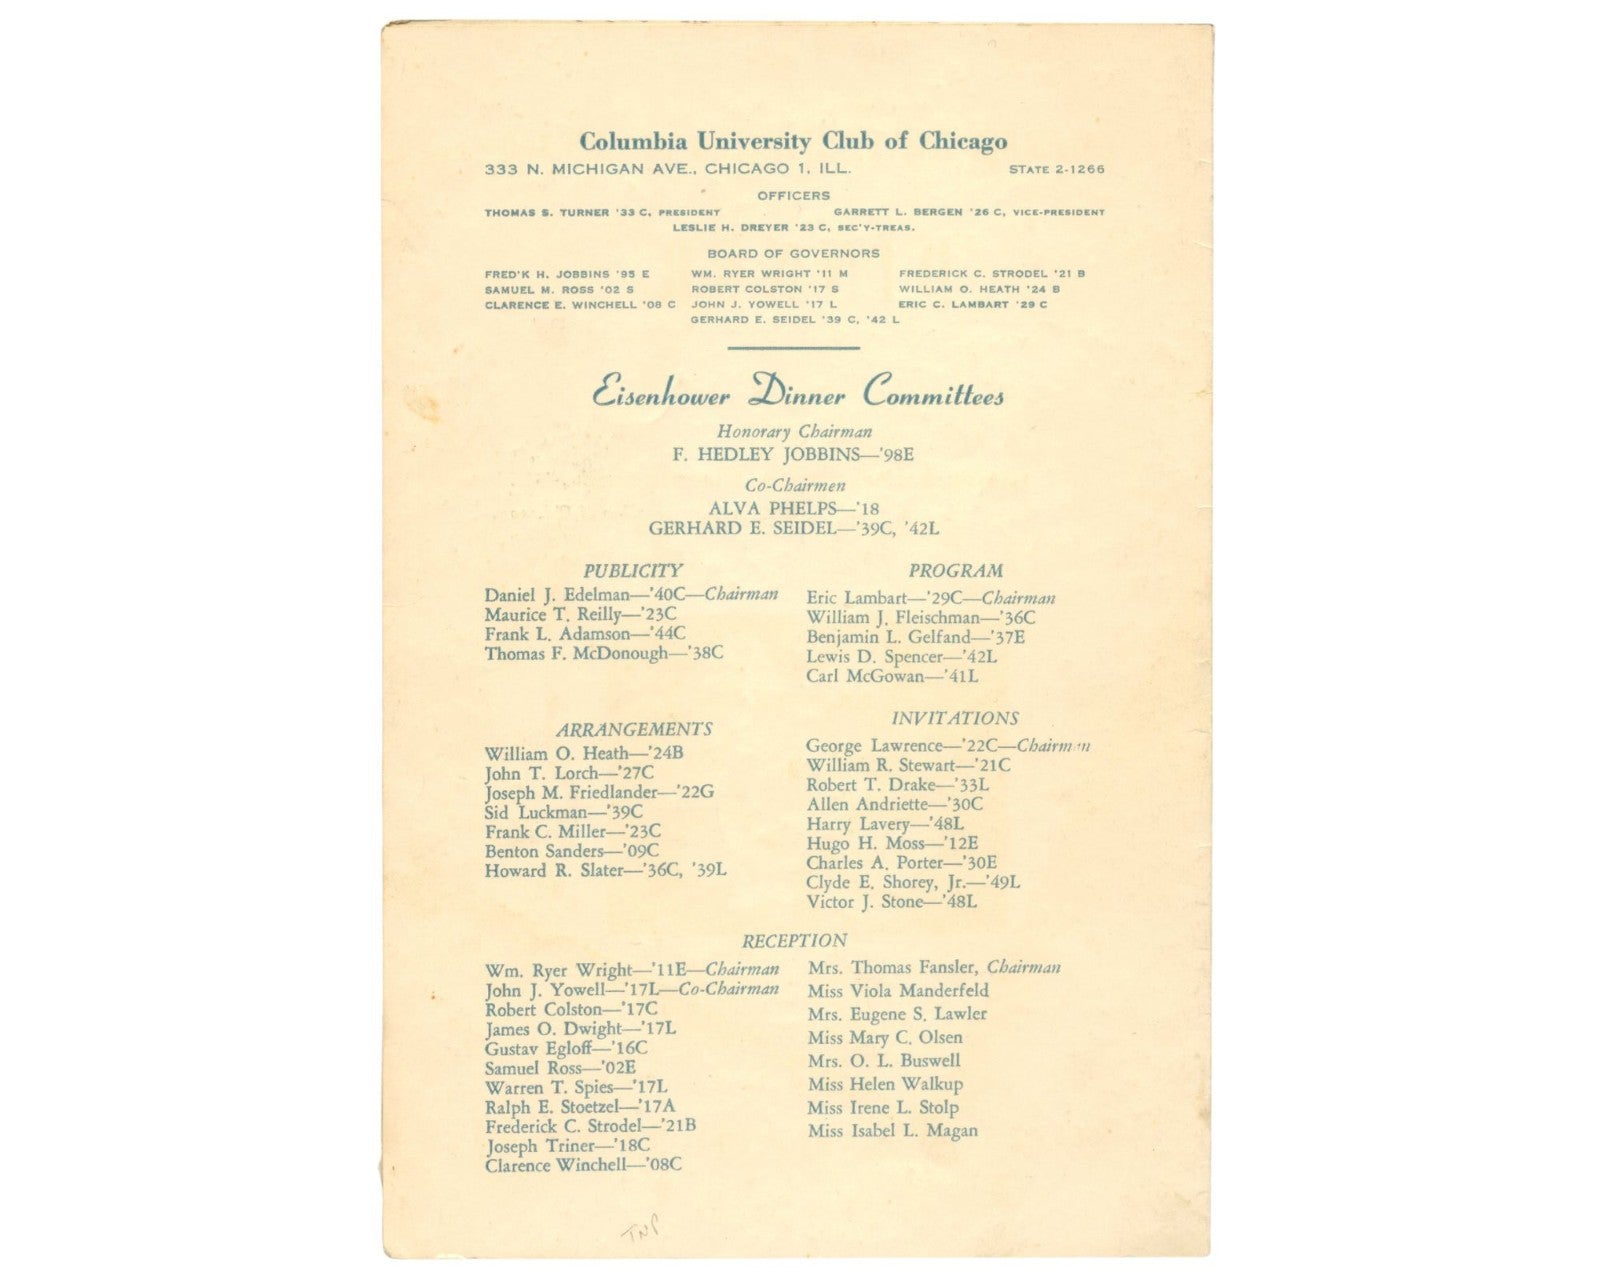 Columbia University Club of Chicago
333 N. MICHIGAN AVE., CHICAGO 1, ILL. STATE 2-1266
OFFICERS
THOMAS S. TURNER '33 C, PRESIDENT GARRETT L. BERGEN '26 C, VICE-PRESIDENT
LESLIE H. DREYER '23 C, SEC'Y-TREAS.
BOARD OF GOVERNORS
FRED'K H. JOBBINS '95 E WM. RYER WRIGHT '11 M FREDERICK C. STRODEL '21 B
SAMUEL M. ROSS '02 S ROBERT COLSTON '17 S WILLIAM O. HEATH '24 B
CLARENCE E. WINCHELL '08 C JOHN J. YOWELL '17 L ERIC C. LAMBART '29 C
GERHARD E. SEIDEL '39 C, '42 L
Eisenhower Dinner Committees
Honorary Chairman
F. HEDLEY JOBBINS—'98E
Co-Chairmen
ALVA PHELPS—'18
GERHARD E. SEIDEL—'39C, '42L
PUBLICITY
Daniel J. Edelman—'40C—Chairman
Maurice T. Reilly—'23C
Frank L. Adamson—'44C
Thomas F. McDonough—'38C
PROGRAM
Eric Lambart—'29C—Chairman
William J. Fleischman—'36C
Benjamin L. Gelfand—'37E
Lewis D. Spencer—'42L
Carl McGowan—'41L
ARRANGEMENTS
William O. Heath—'24B
John T. Lorch—'27C
Joseph M. Friedlander—'22G
Sid Luckman—'39C
Frank C. Miller—'23C
Benton Sanders—'09C
Howard R. Slater—'36C, '39L
INVITATIONS
George Lawrence—'22C—Chairman
William R. Stewart—'21C
Robert T. Drake—'33L
Allen Andriette—'30C
Harry Lavery—'48L
Hugo H. Moss—'12E
Charles A. Porter—'30E
Clyde E. Shorey, Jr.—'49L
Victor J. Stone—'48L
RECEPTION
Wm. Ryer Wright—'11E—Chairman
John J. Yowell—'17L—Co-Chairman
Robert Colston—'17C
James O. Dwight—'17L
Gustav Egloff—'16C
Samuel Ross—'02E
Warren T. Spies—'17L
Ralph E. Stoetzel—'17A
Frederick C. Strodel—'21B
Joseph Triner—'18C
Clarence Winchell—'08C
Mrs. Thomas Fansler, Chairman
Miss Viola Manderfeld
Mrs. Eugene S. Lawler
Miss Mary C. Olsen
Mrs. O. L. Buswell
Miss Helen Walkup
Miss Irene L. Stolp
Miss Isabel L. Magan